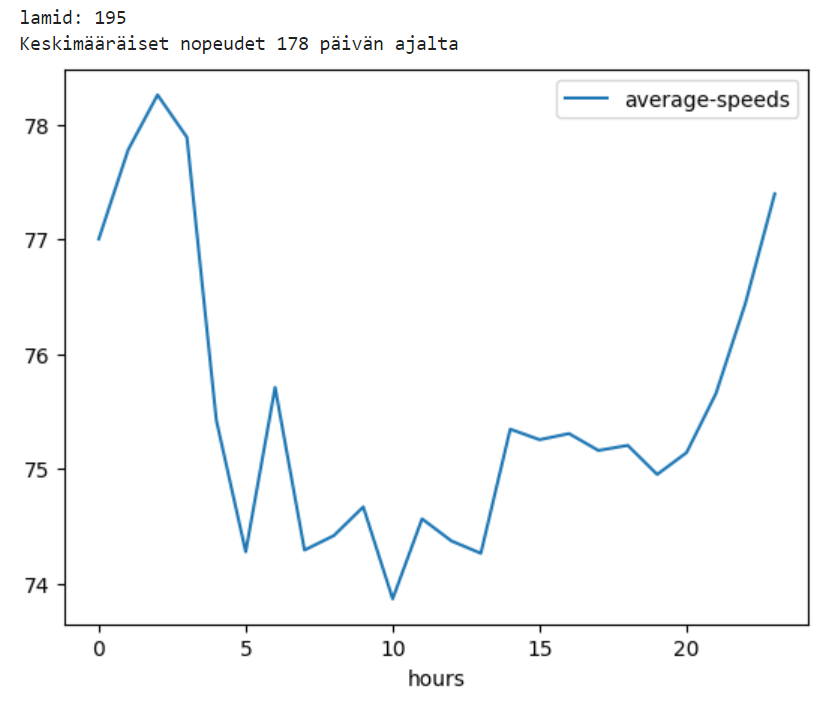 lamid: 195
Keskimääräiset nopeudet 178 päivän ajalta
average-speeds
78
77
76
75
74
0 5 10 15 20
hours